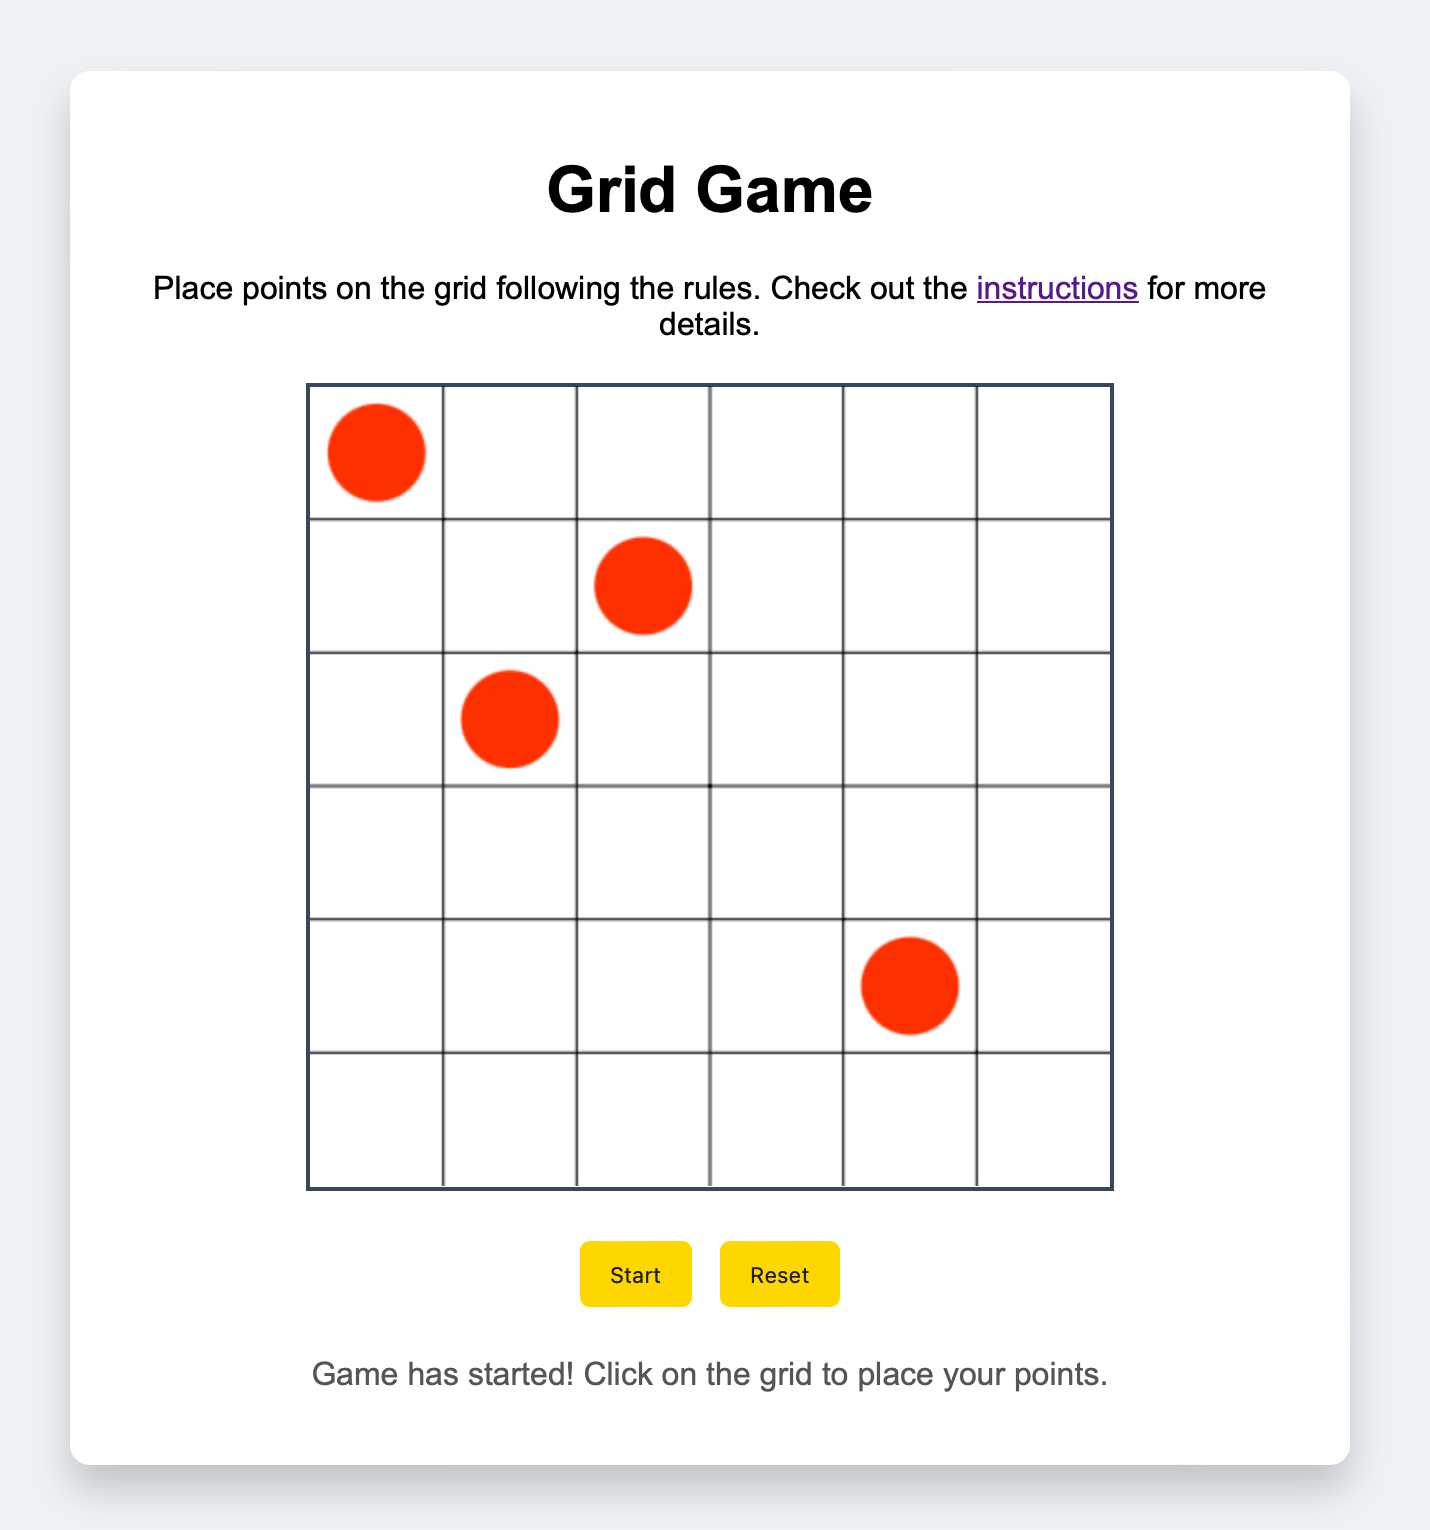 Grid Game
Place points on the grid following the rules. Check out the instructions for more
details.
Start
Reset
Game has started! Click on the grid to place your points.